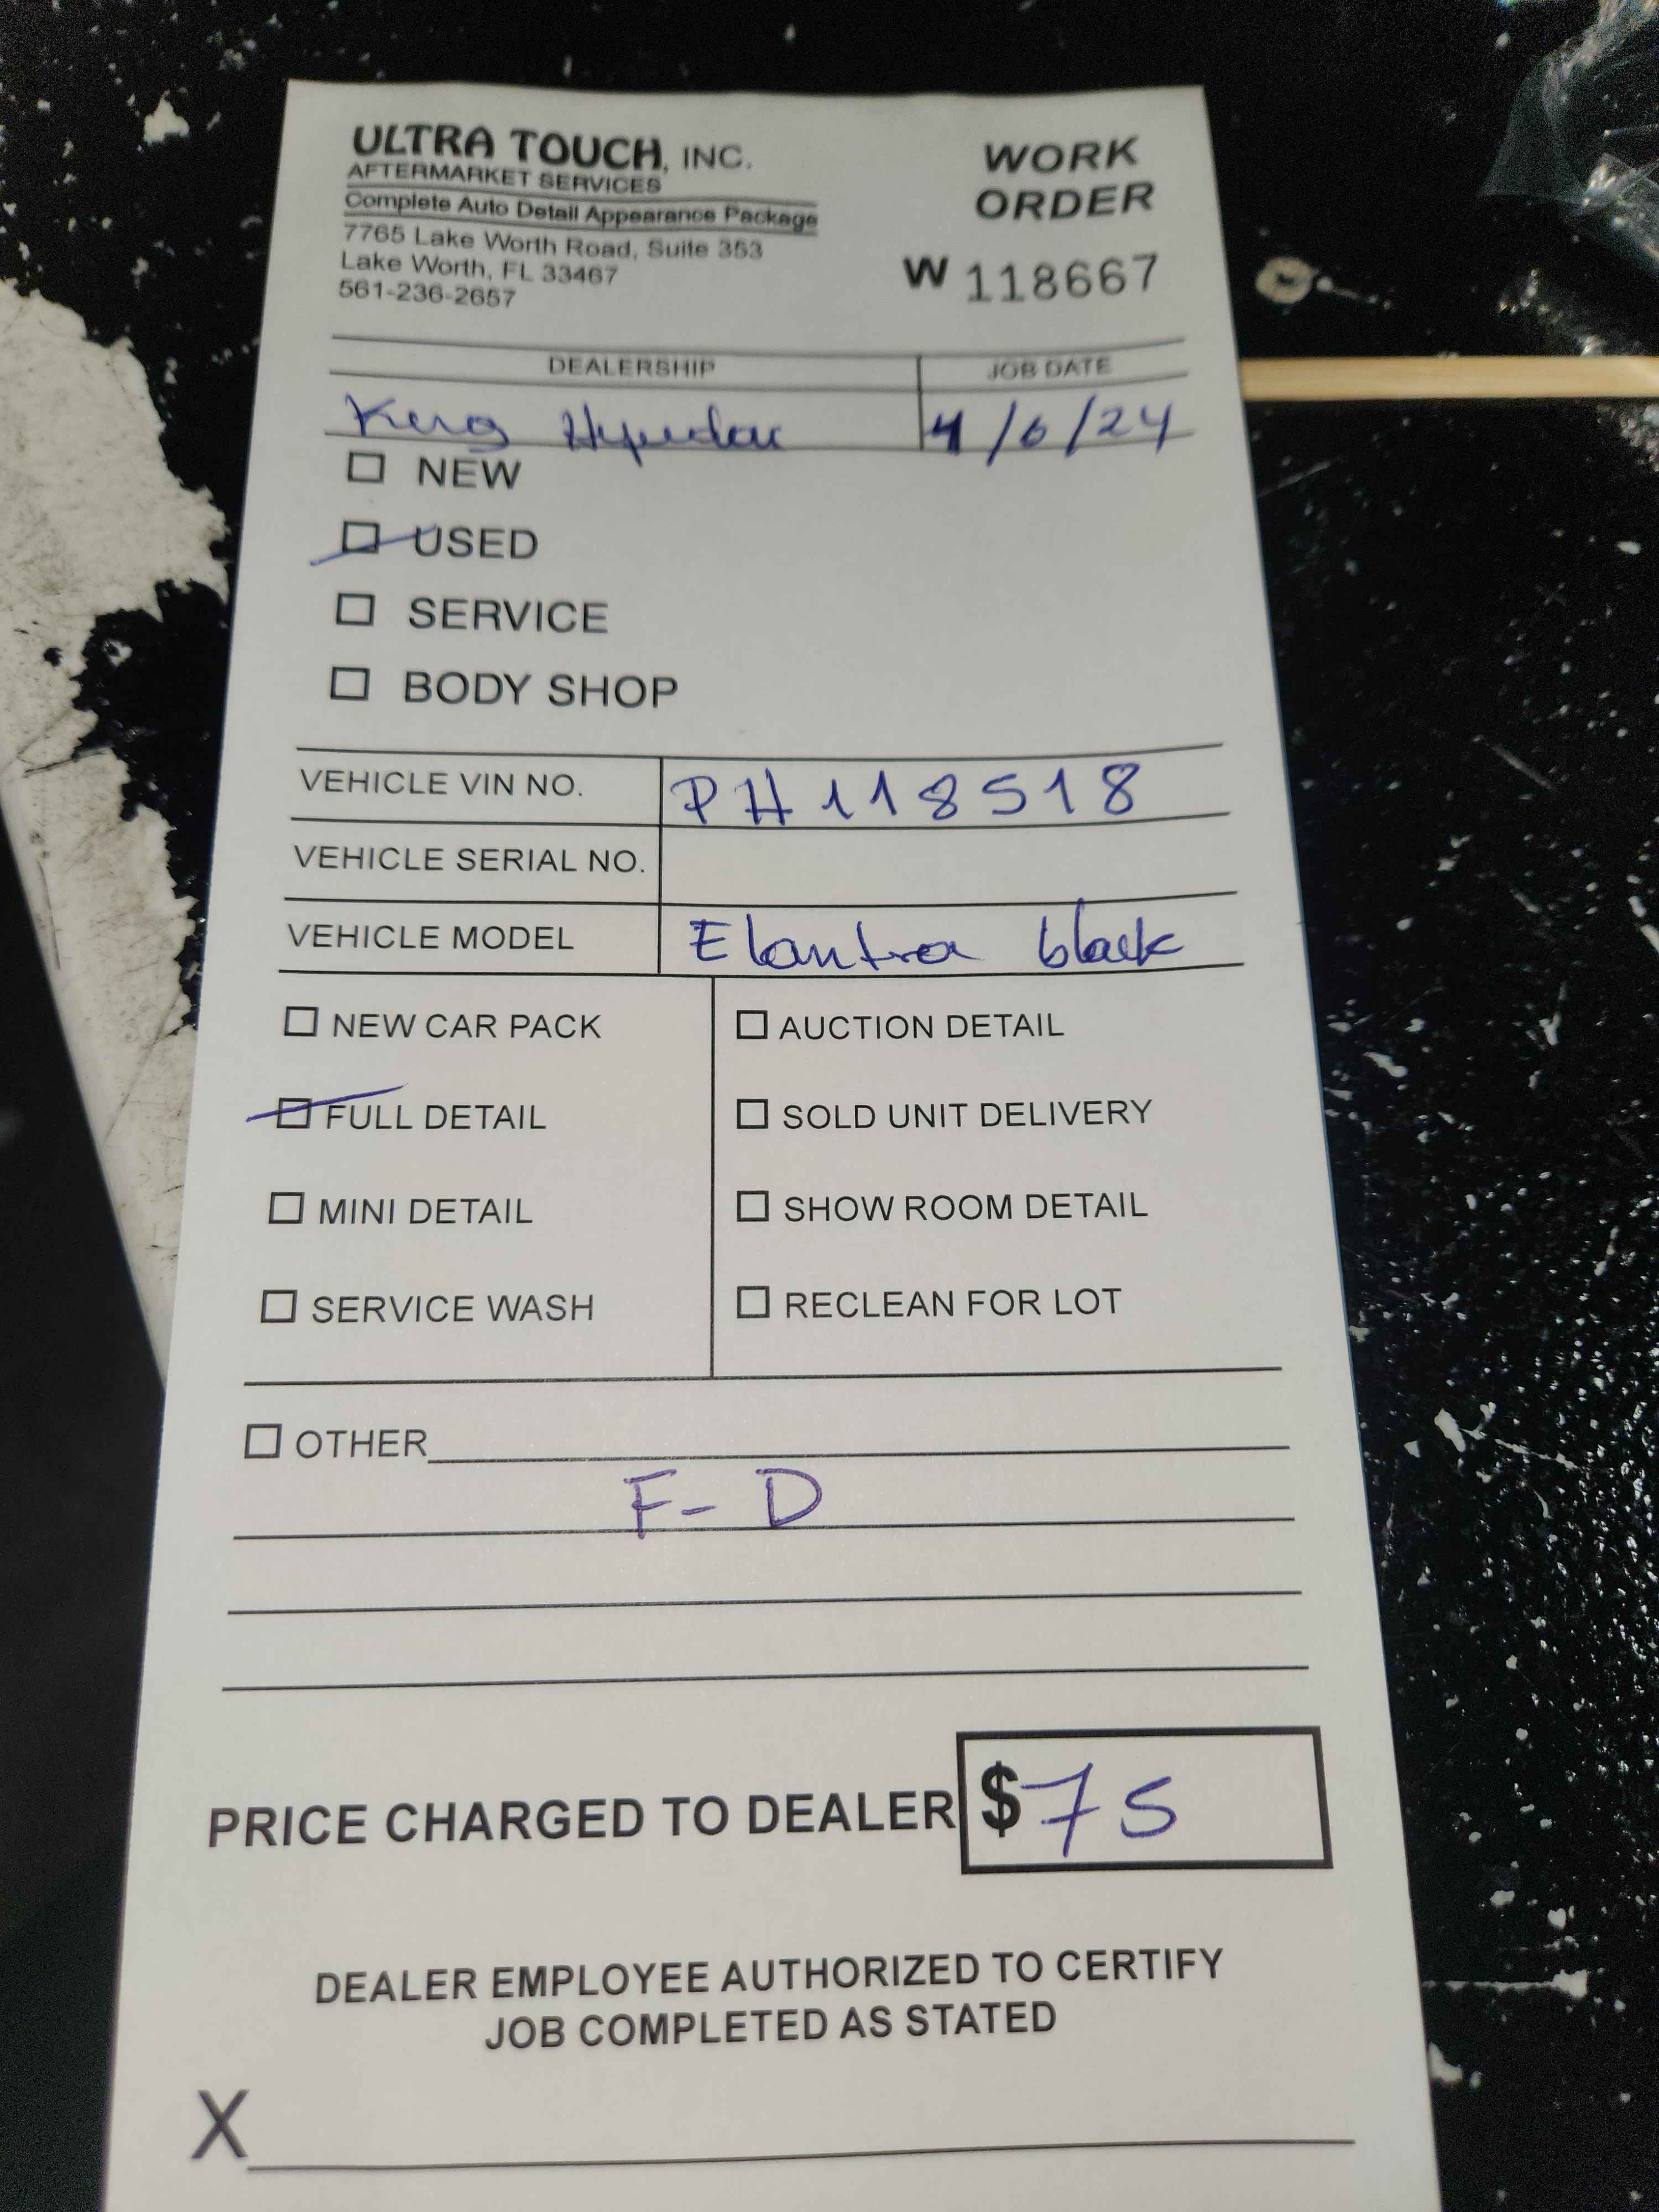 ULTRA TOUCH, INC.
AFTERMARKET SERVICES
Complete Auto Detail Appearance Package
7765 Lake Worth Road, Suite 353
Lake Worth, FL 33467
561-236-2657
WORK
ORDER
W 118667
DEALERSHIP JOB DATE
4/6/24
NEW
USED
SERVICE
BODY SHOP
VEHICLE VIN NO. PH118518
VEHICLE SERIAL NO.
VEHICLE MODEL Elantra black
NEW CAR PACK
FULL DETAIL
MINI DETAIL
SERVICE WASH
AUCTION DETAIL
SOLD UNIT DELIVERY
SHOW ROOM DETAIL
RECLEAN FOR LOT
OTHER
F-D
PRICE CHARGED TO DEALER $75
DEALER EMPLOYEE AUTHORIZED TO CERTIFY
JOB COMPLETED AS STATED
X